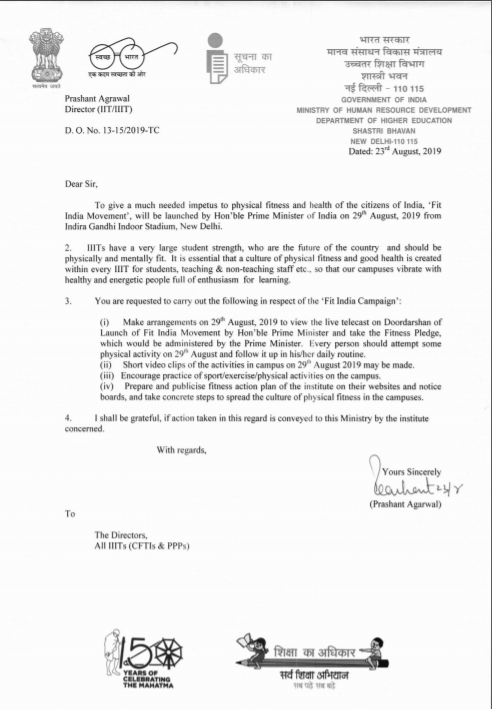 सत्यमेव जयते
स्वच्छ भारत
एक कदम स्वच्छता की ओर
सूचना का
अधिकार
भारत सरकार
मानव संसाधन विकास मंत्रालय
उच्चतर शिक्षा विभाग
शास्त्री भवन
नई दिल्ली – 110 115
GOVERNMENT OF INDIA
MINISTRY OF HUMAN RESOURCE DEVELOPMENT
DEPARTMENT OF HIGHER EDUCATION
SHASTRI BHAVAN
NEW DELHI-110 115
Dated: 23rd August, 2019
Prashant Agrawal
Director (IIT/IIIT)
D. O. No. 13-15/2019-TC
Dear Sir,
To give a much needed impetus to physical fitness and health of the citizens of India, 'Fit
India Movement', will be launched by Hon'ble Prime Minister of India on 29th August, 2019 from
Indira Gandhi Indoor Stadium, New Delhi.
2. IIITs have a very large student strength, who are the future of the country and should be
physically and mentally fit. It is essential that a culture of physical fitness and good health is created
within every IIIT for students, teaching & non-teaching staff etc., so that our campuses vibrate with
healthy and energetic people full of enthusiasm for learning.
3. You are requested to carry out the following in respect of the 'Fit India Campaign':
(i) Make arrangements on 29th August, 2019 to view the live telecast on Doordarshan of
Launch of Fit India Movement by Hon'ble Prime Minister and take the Fitness Pledge,
which would be administered by the Prime Minister. Every person should attempt some
physical activity on 29th August and follow it up in his/her daily routine.
(ii) Short video clips of the activities in campus on 29th August 2019 may be made.
(iii) Encourage practice of sport/exercise/physical activities on the campus.
(iv) Prepare and publicise fitness action plan of the institute on their websites and notice
boards, and take concrete steps to spread the culture of physical fitness in the campuses.
4. I shall be grateful, if action taken in this regard is conveyed to this Ministry by the institute
concerned.
With regards,
Yours Sincerely
23/8
(Prashant Agarwal)
To
The Directors,
All IIITs (CFTIs & PPPs)
150
YEARS OF
CELEBRATING
THE MAHATMA
शिक्षा का अधिकार
सर्व शिक्षा अभियान
सब पढ़ें सब बढ़ें